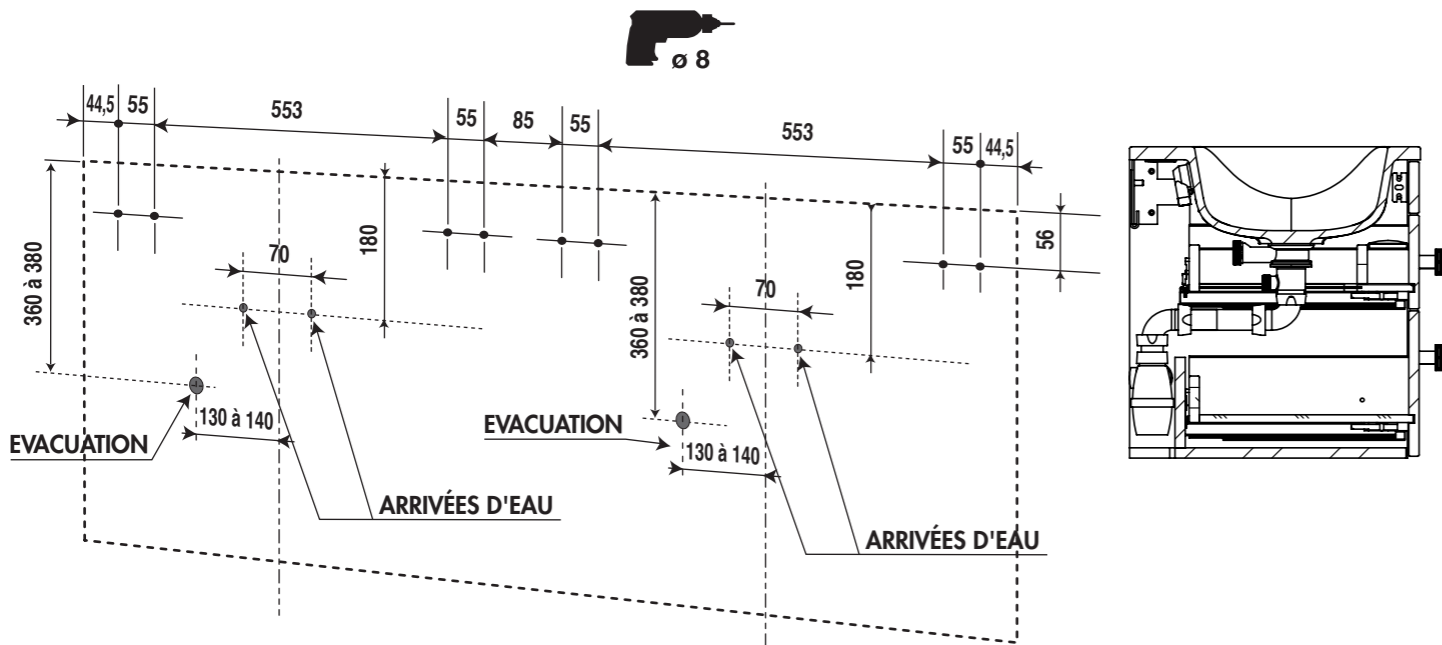 ø 8
44,5 55 553 55 85 55 553 55 44,5
56
360 à 380
180
70
360 à 380
180
70
130 à 140
EVACUATION
EVACUATION
130 à 140
ARRIVÉES D'EAU
ARRIVÉES D'EAU